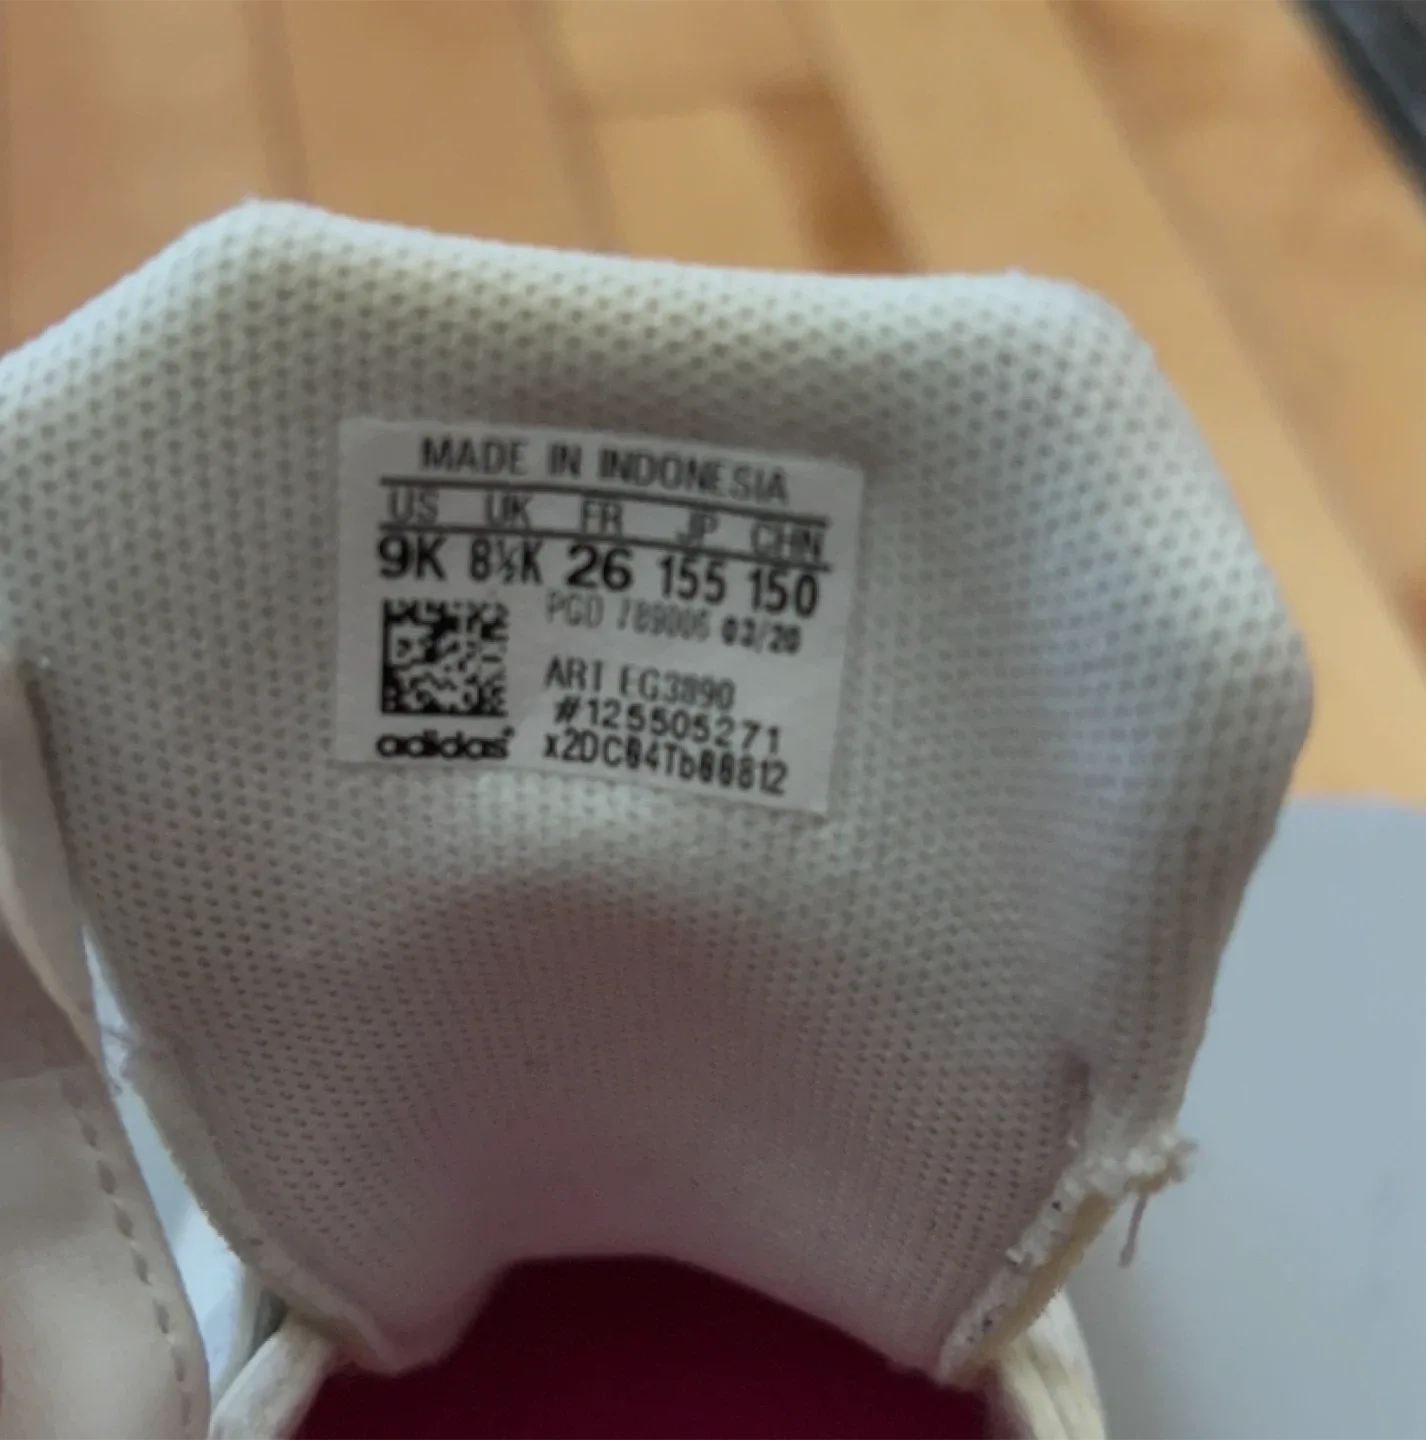 MADE IN INDONESIA
US UK FR JP CHN
9K 8½K 26 155 150
PGD 789006 03/20
ART EG3890
#125505271
x2DC04Tb00812
adidas